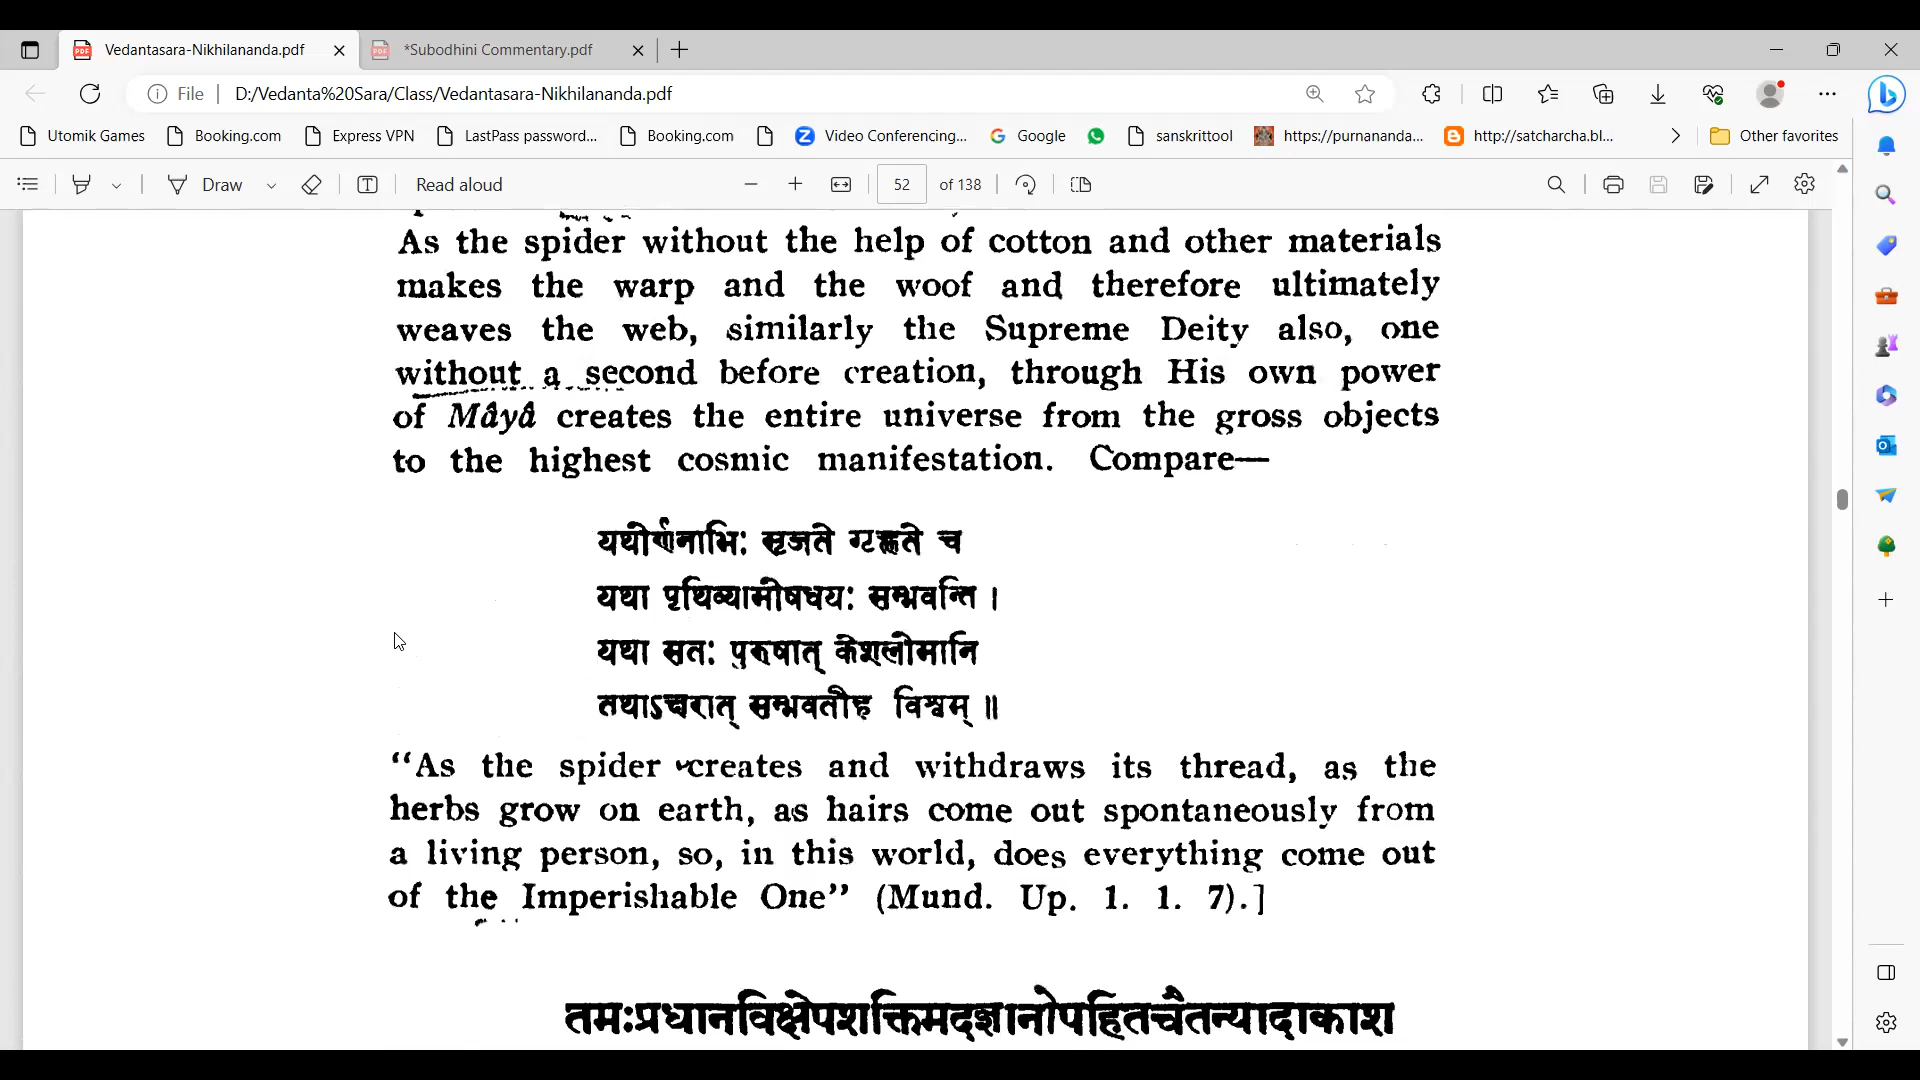 Vedantasara-Nikhilananda.pdf
*Subodhini Commentary.pdf
File
D:/Vedanta%20Sara/Class/Vedantasara-Nikhilananda.pdf
Utomik Games Booking.com Express VPN LastPass password... Booking.com Video Conferencing,... Google sanskrittool https://purnananda... http://satcharcha.bl... Other favorites
Draw Read aloud 52 of 138
As the spider without the help of cotton and other materials
makes the warp and the woof and therefore ultimately
weaves the web, similarly the Supreme Deity also, one
without a second before creation, through His own power
of Mâyâ creates the entire universe from the gross objects
to the highest cosmic manifestation. Compare—
यथोर्णनाभिः सृजते गृह्णते च
यथा पृथिव्यामोषधयः सम्भवन्ति ।
यथा सतः पुरुषात् केशलोमानि
तथाऽक्षरात् सम्भवतीह विश्वम् ॥
“As the spider creates and withdraws its thread, as the
herbs grow on earth, as hairs come out spontaneously from
a living person, so, in this world, does everything come out
of the Imperishable One” (Mund. Up. 1. 1. 7).]
तमःप्रधानविक्षेपशक्तिमदज्ञानोपहितचैतन्यादाकाश